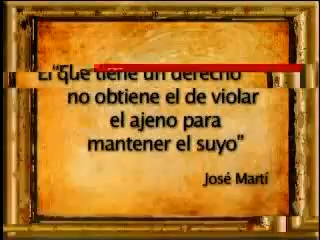 “El que tiene un derecho
no obtiene el de violar
el ajeno para
mantener el suyo”
José Martí